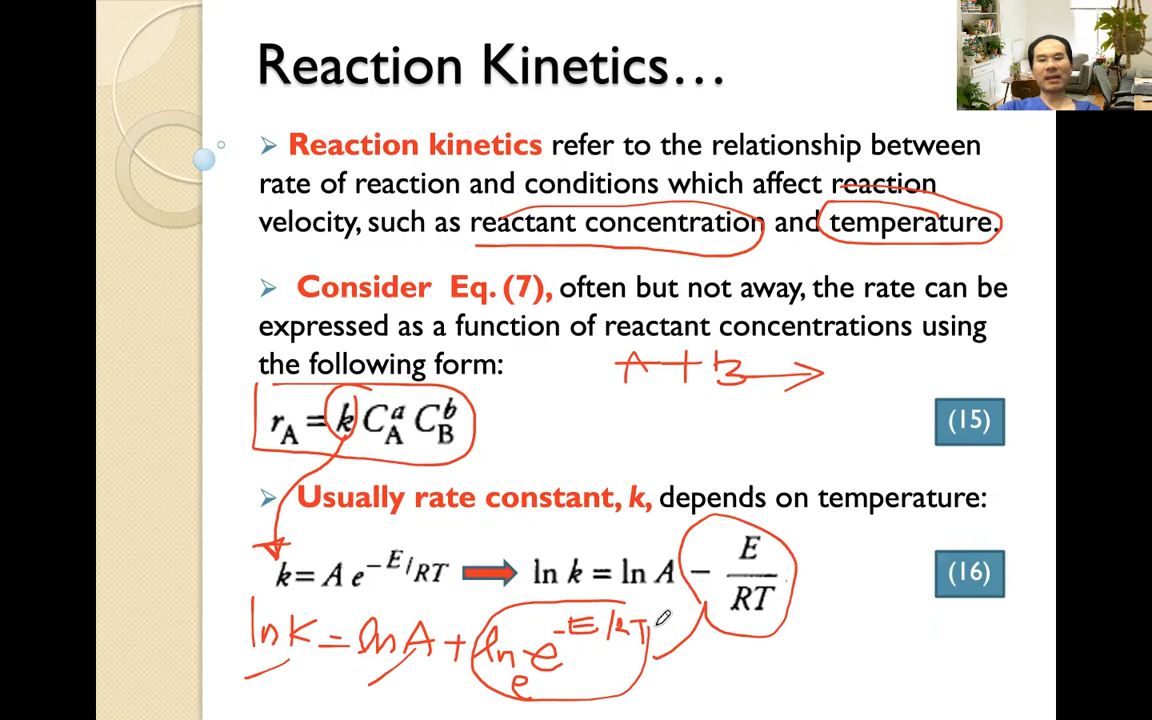 Reaction Kinetics…
➢ Reaction kinetics refer to the relationship between
rate of reaction and conditions which affect reaction
velocity, such as reactant concentration and temperature.
➢ Consider Eq. (7), often but not away, the rate can be
expressed as a function of reactant concentrations using
the following form:
A + B →
r_A = k C_A^a C_B^b (15)
➢ Usually rate constant, k, depends on temperature:
k = A e^{-E/RT} ➡ ln k = ln A − E/RT (16)
ln K = ln A + ln_e e^{-E/RT}